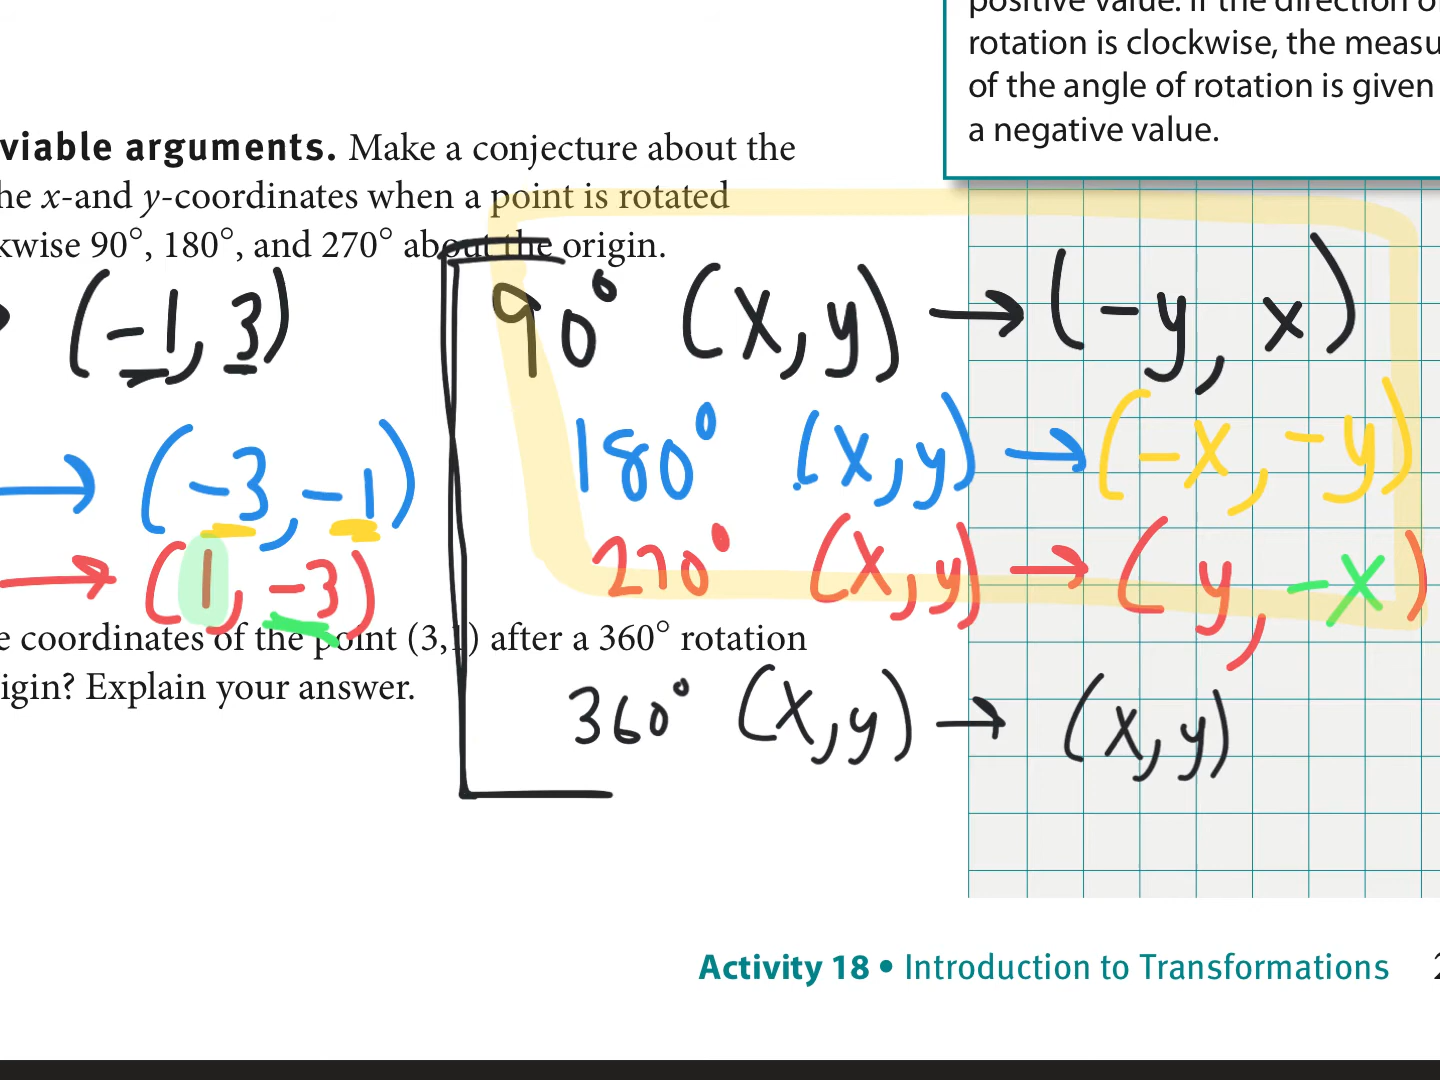 positive value. If the direction of
rotation is clockwise, the measu
of the angle of rotation is given
a negative value.
viable arguments. Make a conjecture about the
he x-and y-coordinates when a point is rotated
kwise 90°, 180°, and 270° about the origin.
(-1, 3)
90° (x, y) → (-y, x)
→ (-3, -1)
180° (x, y) → (-x, -y)
→ (1, -3)
270° (x, y) → (y, -x)
e coordinates of the point (3,1) after a 360° rotation
igin? Explain your answer.
360° (x, y) → (x, y)
Activity 18 • Introduction to Transformations